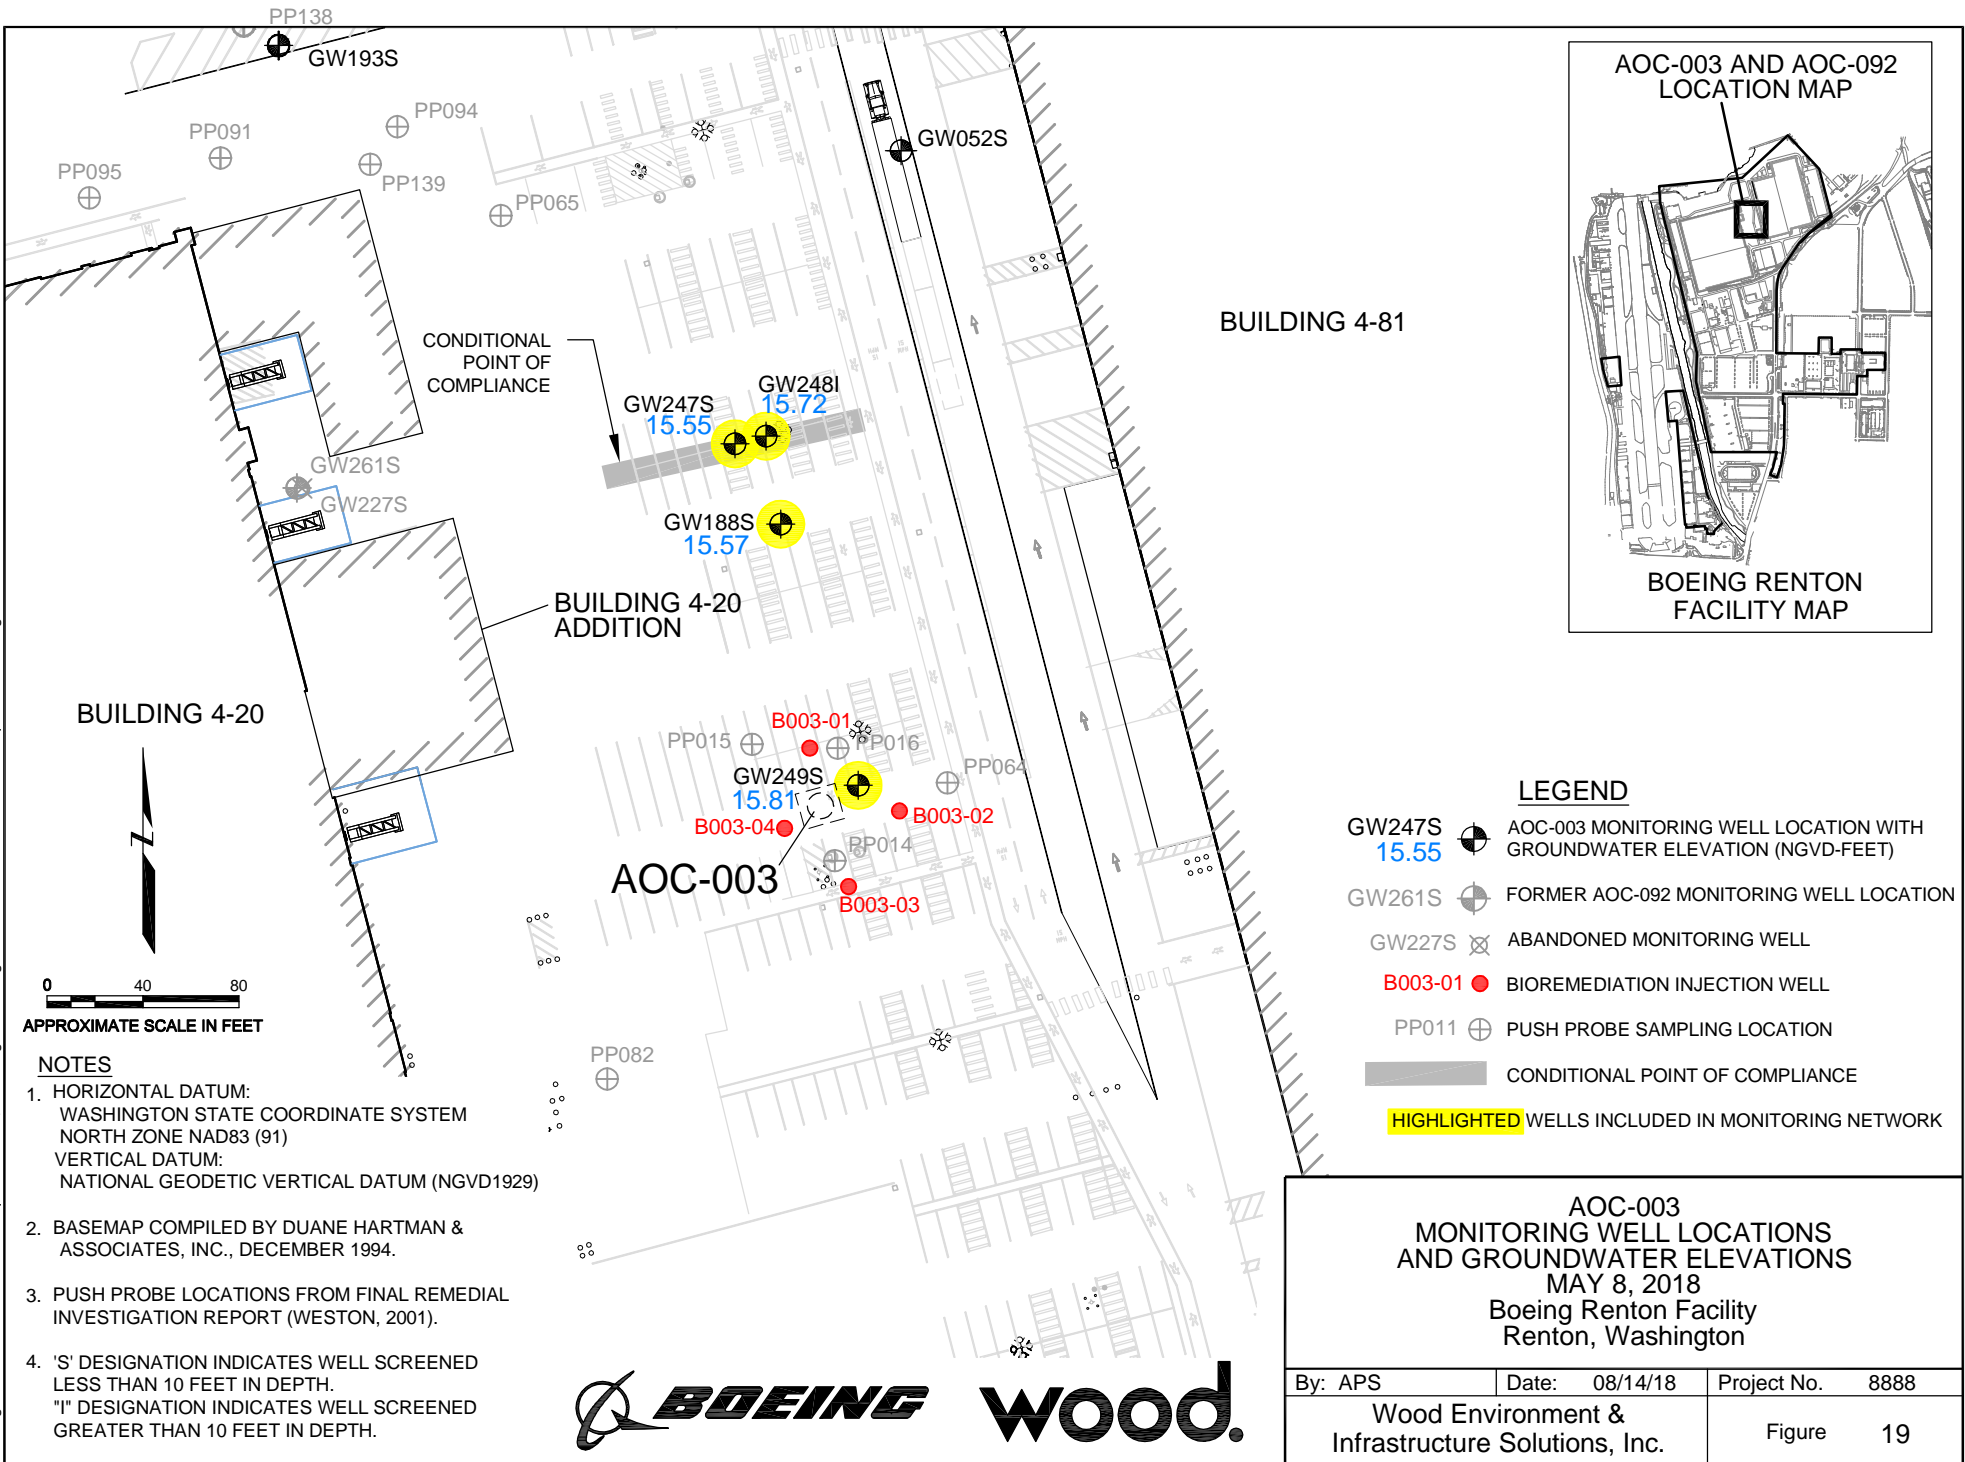 PP138
GW193S
PP094
PP091
PP139
PP095
PP065
GW052S
CONDITIONAL
POINT OF
COMPLIANCE
BUILDING 4-81
GW248I
15.72
GW247S
15.55
GW261S
GW227S
GW188S
15.57
BUILDING 4-20
ADDITION
BUILDING 4-20
B003-01
PP015
PP016
GW249S
15.81
PP064
B003-02
B003-04
PP014
AOC-003
B003-03
PP082
N
0 40 80
APPROXIMATE SCALE IN FEET
NOTES
1. HORIZONTAL DATUM:
WASHINGTON STATE COORDINATE SYSTEM
NORTH ZONE NAD83 (91)
VERTICAL DATUM:
NATIONAL GEODETIC VERTICAL DATUM (NGVD1929)
2. BASEMAP COMPILED BY DUANE HARTMAN &
ASSOCIATES, INC., DECEMBER 1994.
3. PUSH PROBE LOCATIONS FROM FINAL REMEDIAL
INVESTIGATION REPORT (WESTON, 2001).
4. 'S' DESIGNATION INDICATES WELL SCREENED
LESS THAN 10 FEET IN DEPTH.
"I" DESIGNATION INDICATES WELL SCREENED
GREATER THAN 10 FEET IN DEPTH.
BOEING
wood.
AOC-003 AND AOC-092
LOCATION MAP
BOEING RENTON
FACILITY MAP
LEGEND
GW247S
15.55
AOC-003 MONITORING WELL LOCATION WITH
GROUNDWATER ELEVATION (NGVD-FEET)
GW261S FORMER AOC-092 MONITORING WELL LOCATION
GW227S ABANDONED MONITORING WELL
B003-01 BIOREMEDIATION INJECTION WELL
PP011 PUSH PROBE SAMPLING LOCATION
CONDITIONAL POINT OF COMPLIANCE
HIGHLIGHTED WELLS INCLUDED IN MONITORING NETWORK
AOC-003
MONITORING WELL LOCATIONS
AND GROUNDWATER ELEVATIONS
MAY 8, 2018
Boeing Renton Facility
Renton, Washington
By: APS Date: 08/14/18 Project No. 8888
Wood Environment &
Infrastructure Solutions, Inc.
Figure 19